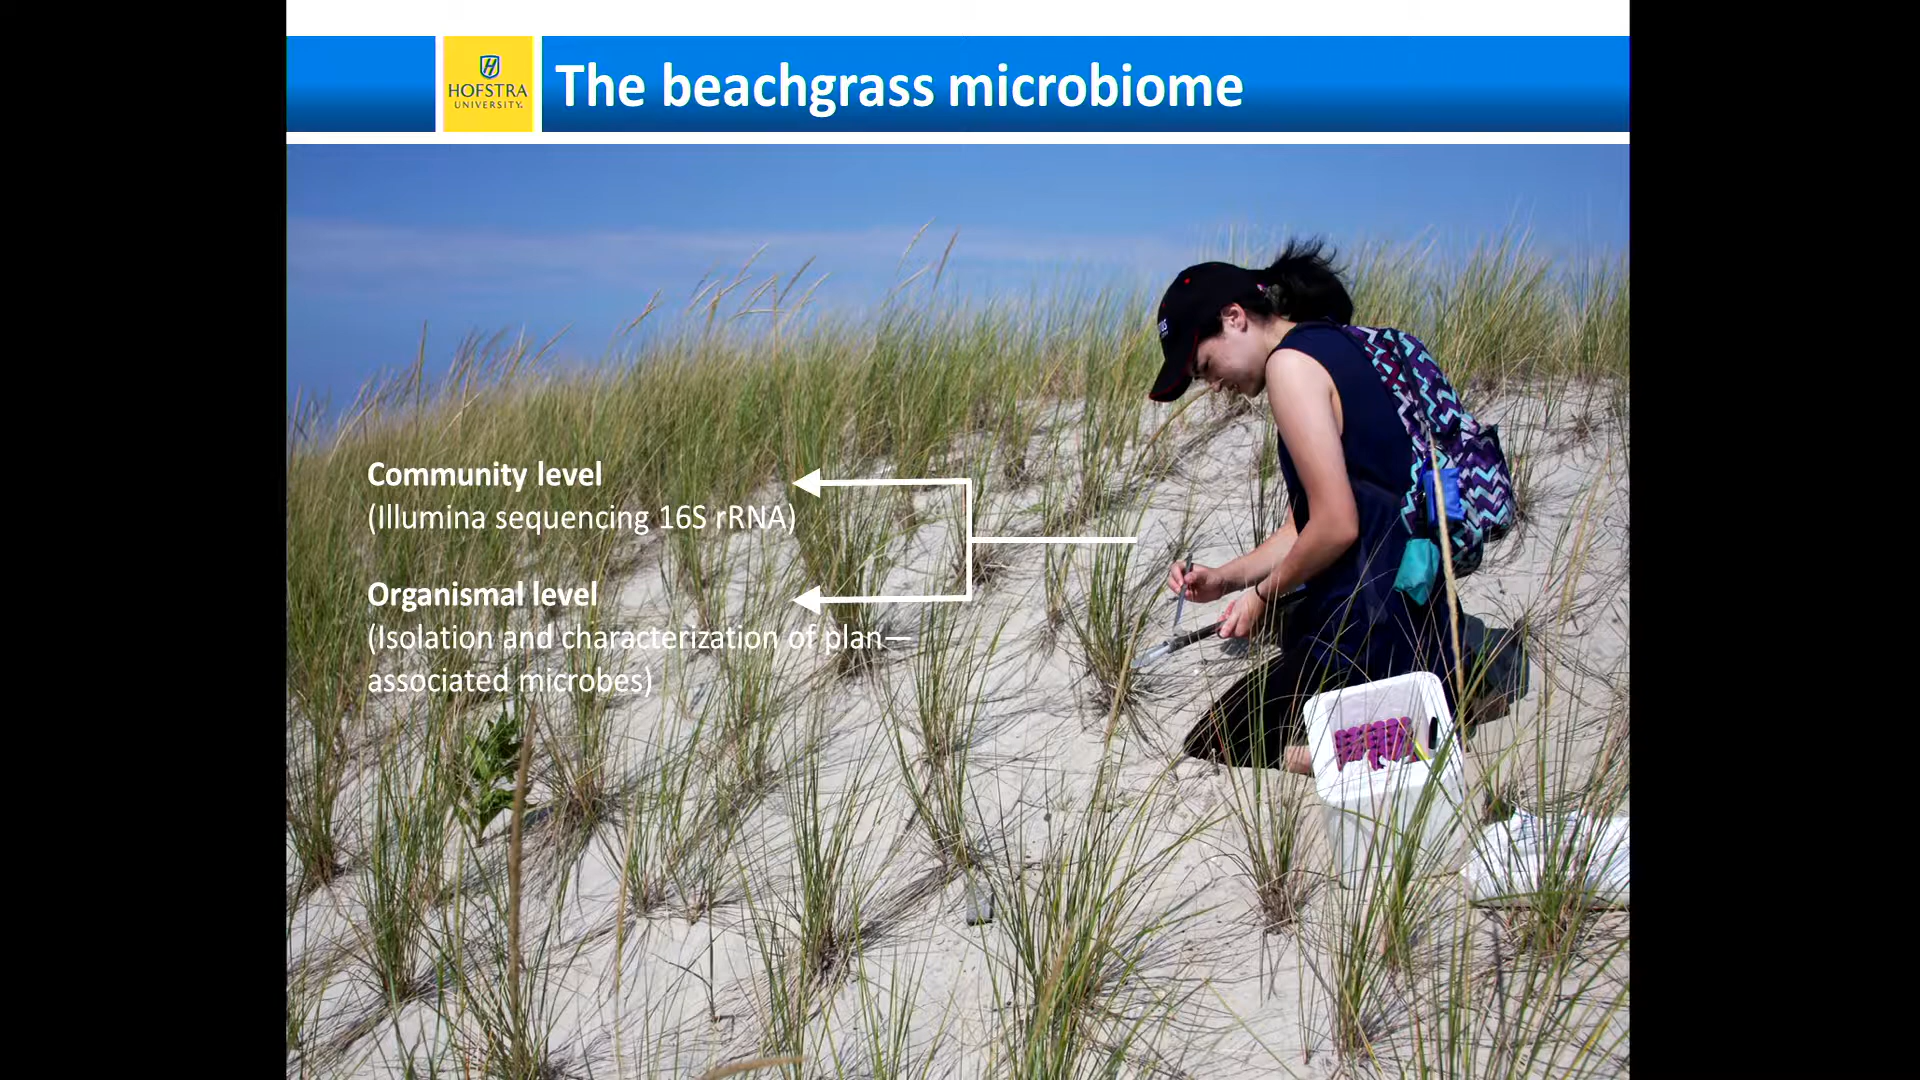 HOFSTRA
UNIVERSITY.
The beachgrass microbiome
Community level
(Illumina sequencing 16S rRNA)
Organismal level
(Isolation and characterization of plan—
associated microbes)